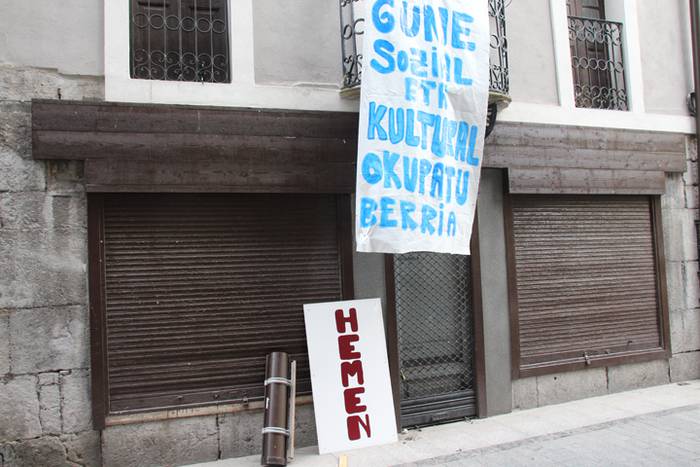 GUNE
SOZIAL
ETA
KULTURAL
OKUPATU
BERRIA
HEMEN